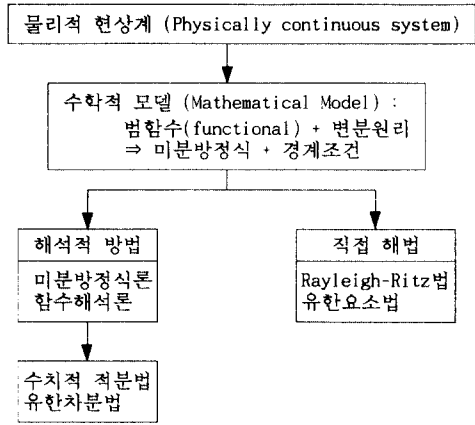 물리적 현상계 (Physically continuous system)
수학적 모델 (Mathematical Model) :
범함수(functional) + 변분원리
⇒ 미분방정식 + 경계조건
해석적 방법
미분방정식론
함수해석론
직접 해법
Rayleigh-Ritz법
유한요소법
수치적 적분법
유한차분법